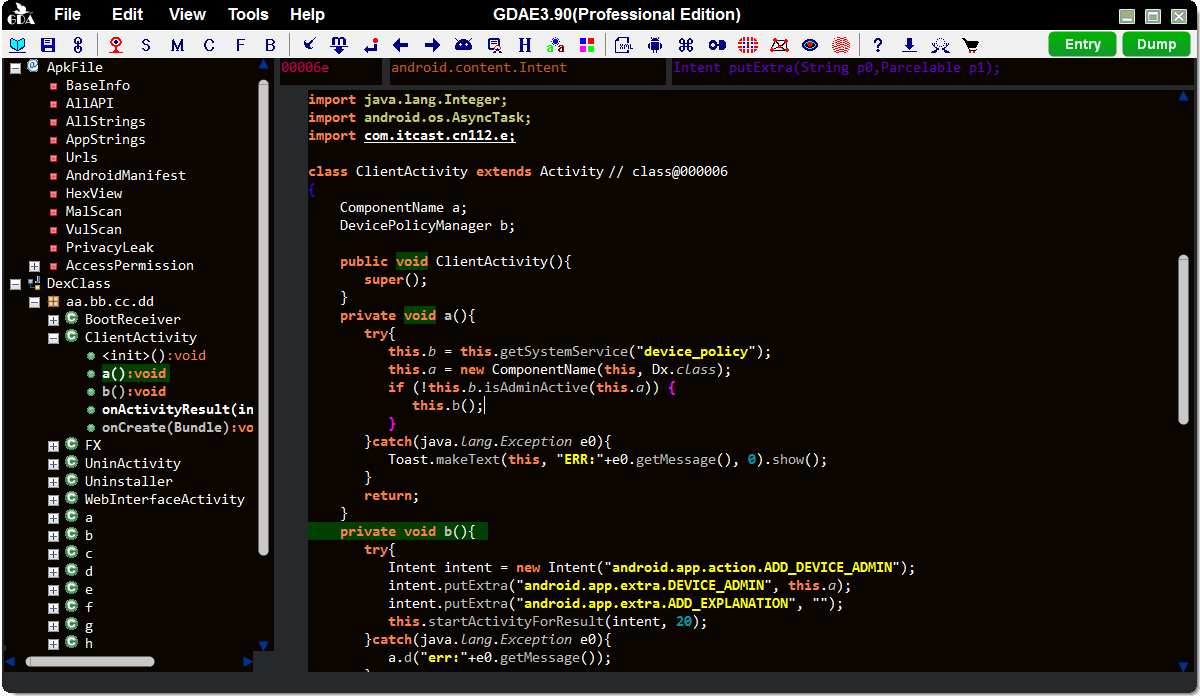 GDA File Edit View Tools Help GDAE3.90(Professional Edition)
S M C F B H a a XML ? Entry Dump
ApkFile
BaseInfo
AllAPI
AllStrings
AppStrings
Urls
AndroidManifest
HexView
MalScan
VulScan
PrivacyLeak
AccessPermission
DexClass
aa.bb.cc.dd
BootReceiver
ClientActivity
<init>():void
a():void
b():void
onActivityResult(in
onCreate(Bundle):vo
FX
UninActivity
Uninstaller
WebInterfaceActivity
a
b
c
d
e
f
g
h
00006e android.content.Intent Intent putExtra(String p0,Parcelable p1);
import java.lang.Integer;
import android.os.AsyncTask;
import com.itcast.cn112.e;
class ClientActivity extends Activity // class@000006
{
ComponentName a;
DevicePolicyManager b;
public void ClientActivity(){
super();
}
private void a(){
try{
this.b = this.getSystemService("device_policy");
this.a = new ComponentName(this, Dx.class);
if (!this.b.isAdminActive(this.a)) {
this.b();
}
}catch(java.lang.Exception e0){
Toast.makeText(this, "ERR:"+e0.getMessage(), 0).show();
}
return;
}
private void b(){
try{
Intent intent = new Intent("android.app.action.ADD_DEVICE_ADMIN");
intent.putExtra("android.app.extra.DEVICE_ADMIN", this.a);
intent.putExtra("android.app.extra.ADD_EXPLANATION", "");
this.startActivityForResult(intent, 20);
}catch(java.lang.Exception e0){
a.d("err:"+e0.getMessage());